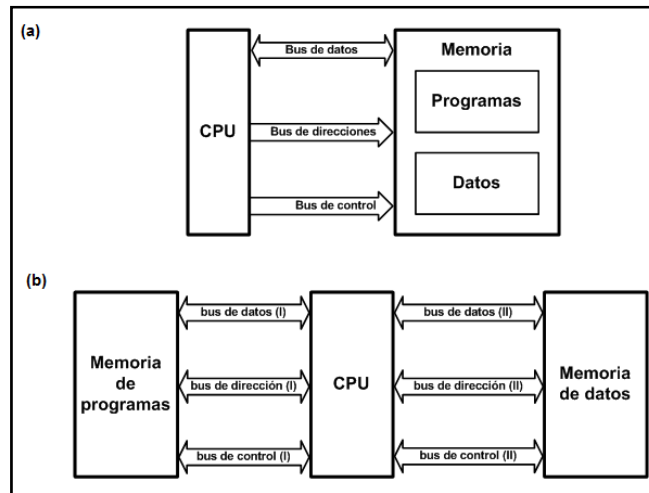 (a)
Bus de datos
Memoria
Programas
CPU
Bus de direcciones
Datos
Bus de control
(b)
bus de datos (I)
bus de datos (II)
Memoria
de
programas
bus de dirección (I)
CPU
bus de dirección (II)
Memoria
de datos
bus de control (I)
bus de control (II)